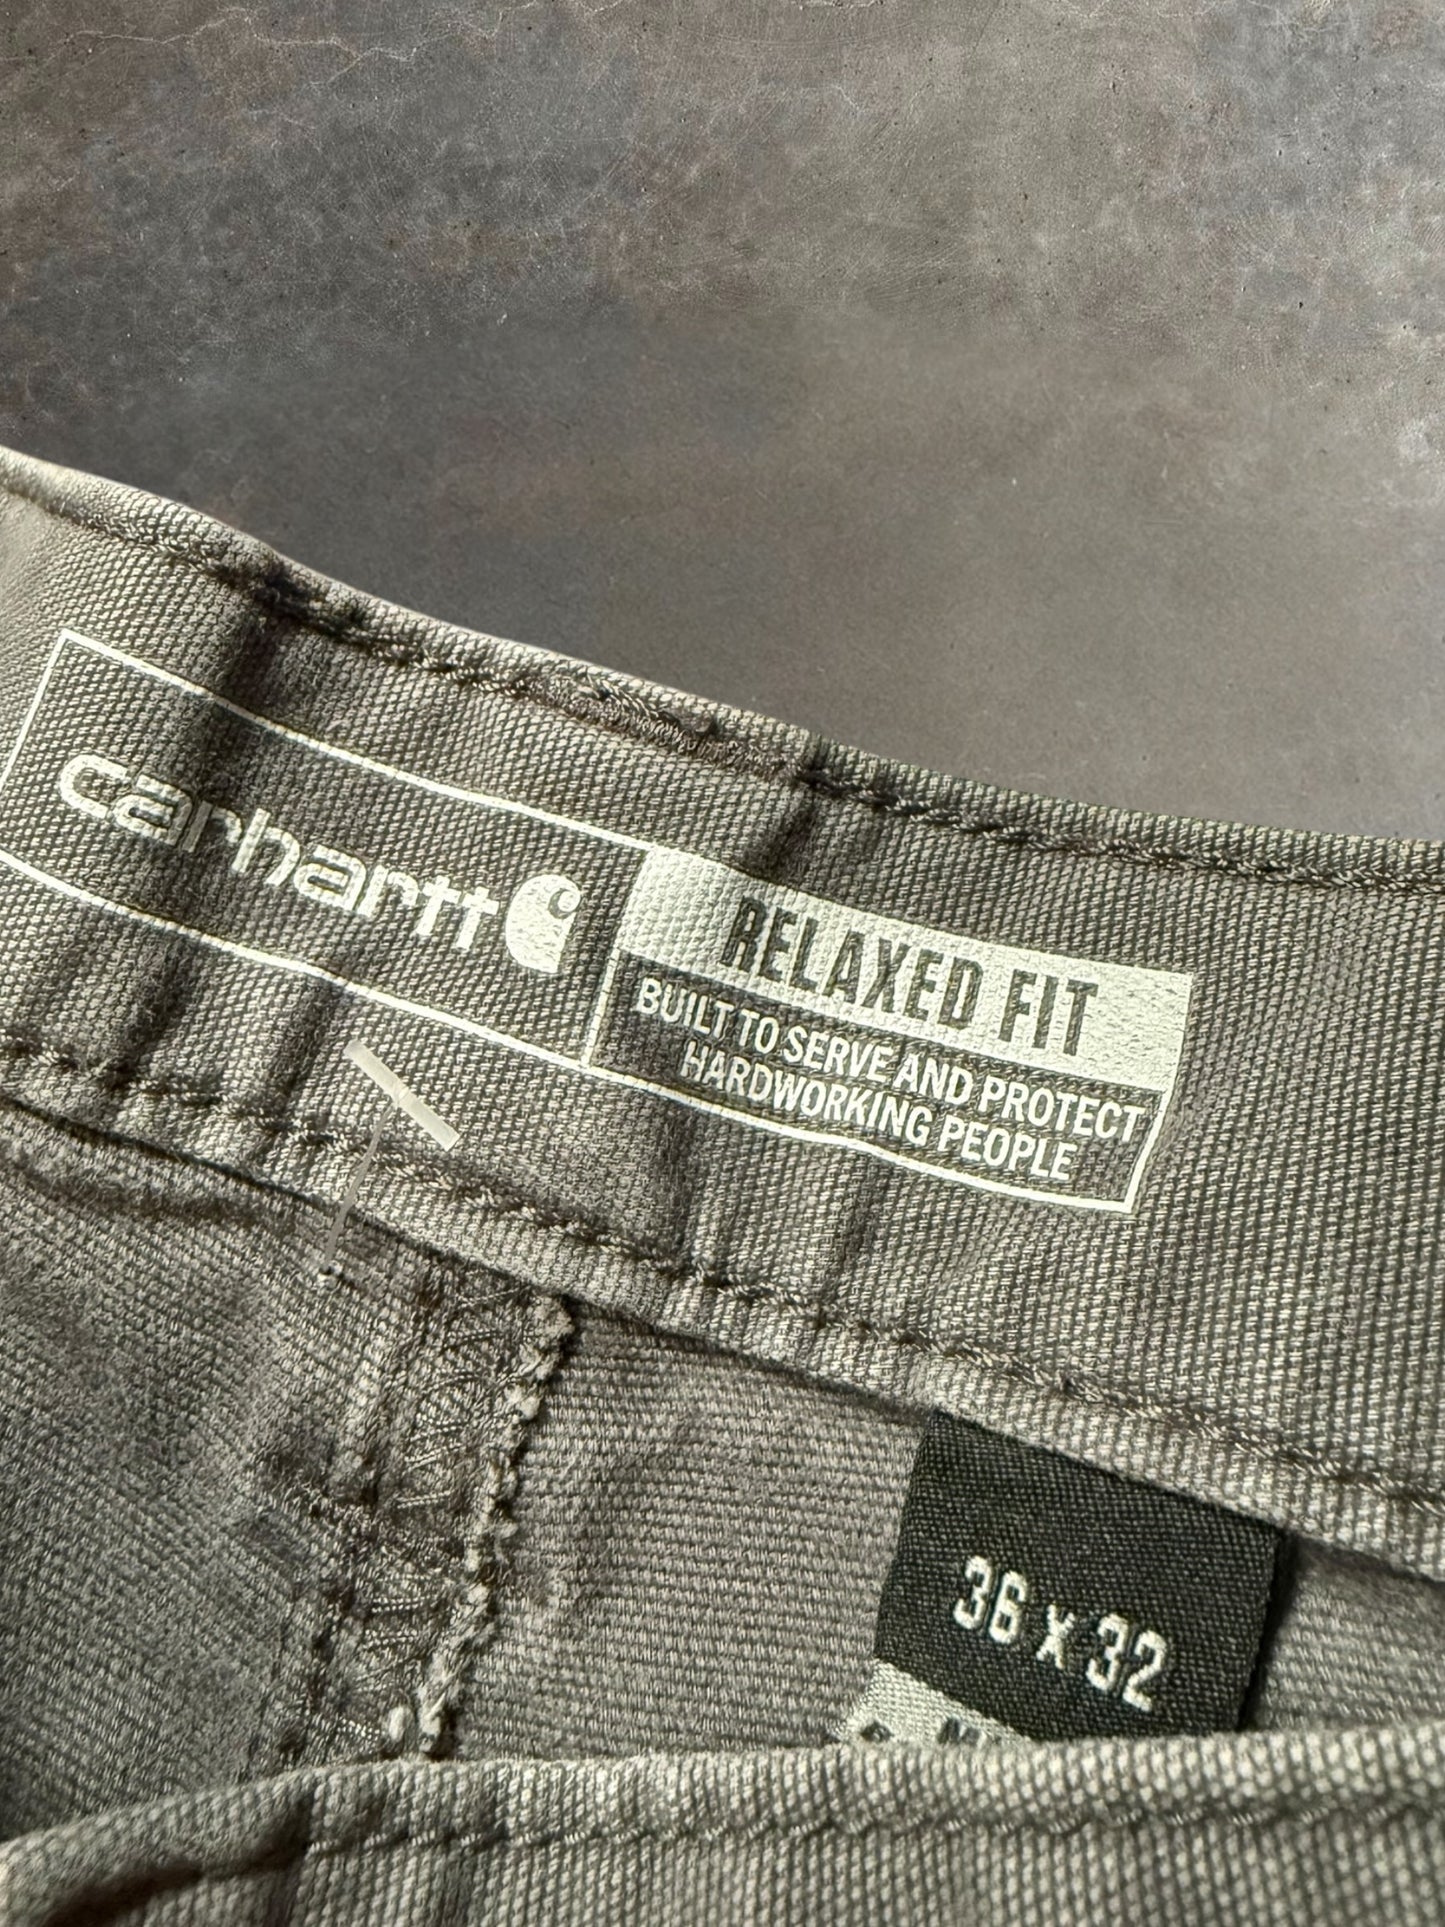 carhartt
RELAXED FIT
BUILT TO SERVE AND PROTECT
HARDWORKING PEOPLE
36 x 32